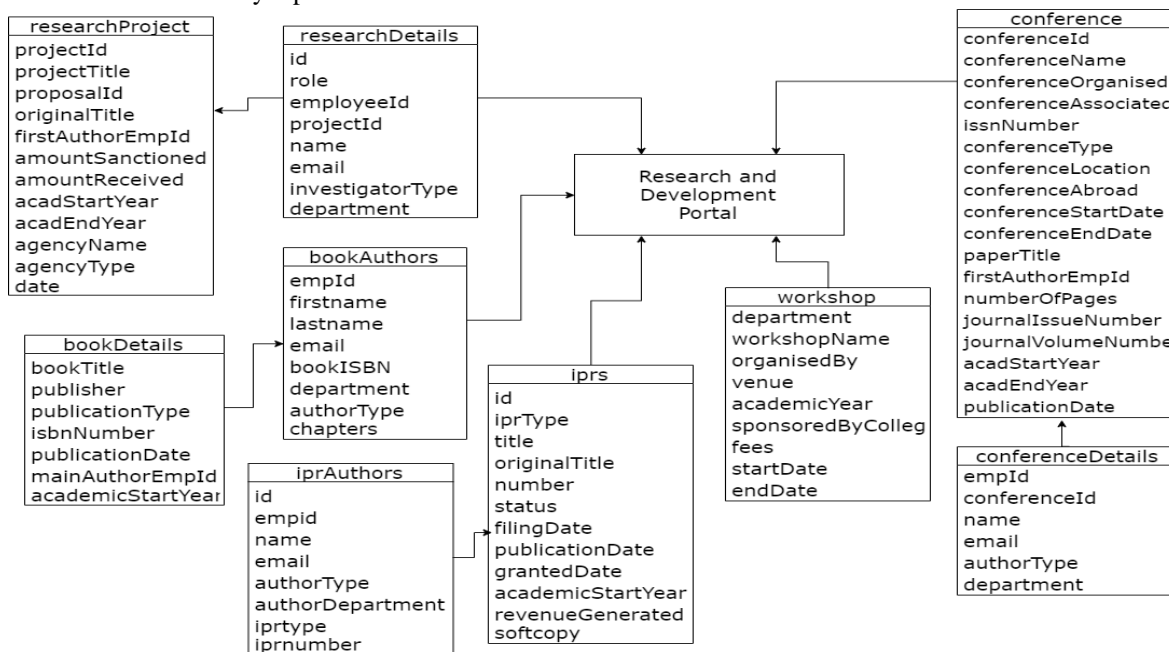 researchProject
projectId
projectTitle
proposalId
originalTitle
firstAuthorEmpId
amountSanctioned
amountReceived
acadStartYear
acadEndYear
agencyName
agencyType
date
researchDetails
id
role
employeeId
projectId
name
email
investigatorType
department
conference
conferenceId
conferenceName
conferenceOrganised
conferenceAssociated
issnNumber
conferenceType
conferenceLocation
conferenceAbroad
conferenceStartDate
conferenceEndDate
paperTitle
firstAuthorEmpId
numberOfPages
journalIssueNumber
journalVolumeNumbe
acadStartYear
acadEndYear
publicationDate
Research and
Development
Portal
bookAuthors
empId
firstname
lastname
email
bookISBN
department
authorType
chapters
bookDetails
bookTitle
publisher
publicationType
isbnNumber
publicationDate
mainAuthorEmpId
academicStartYear
iprs
id
iprType
title
originalTitle
number
status
filingDate
publicationDate
grantedDate
academicStartYear
revenueGenerated
softcopy
workshop
department
workshopName
organisedBy
venue
academicYear
sponsoredByColleg
fees
startDate
endDate
iprAuthors
id
empid
name
email
authorType
authorDepartment
iprtype
iprnumber
conferenceDetails
empId
conferenceId
name
email
authorType
department